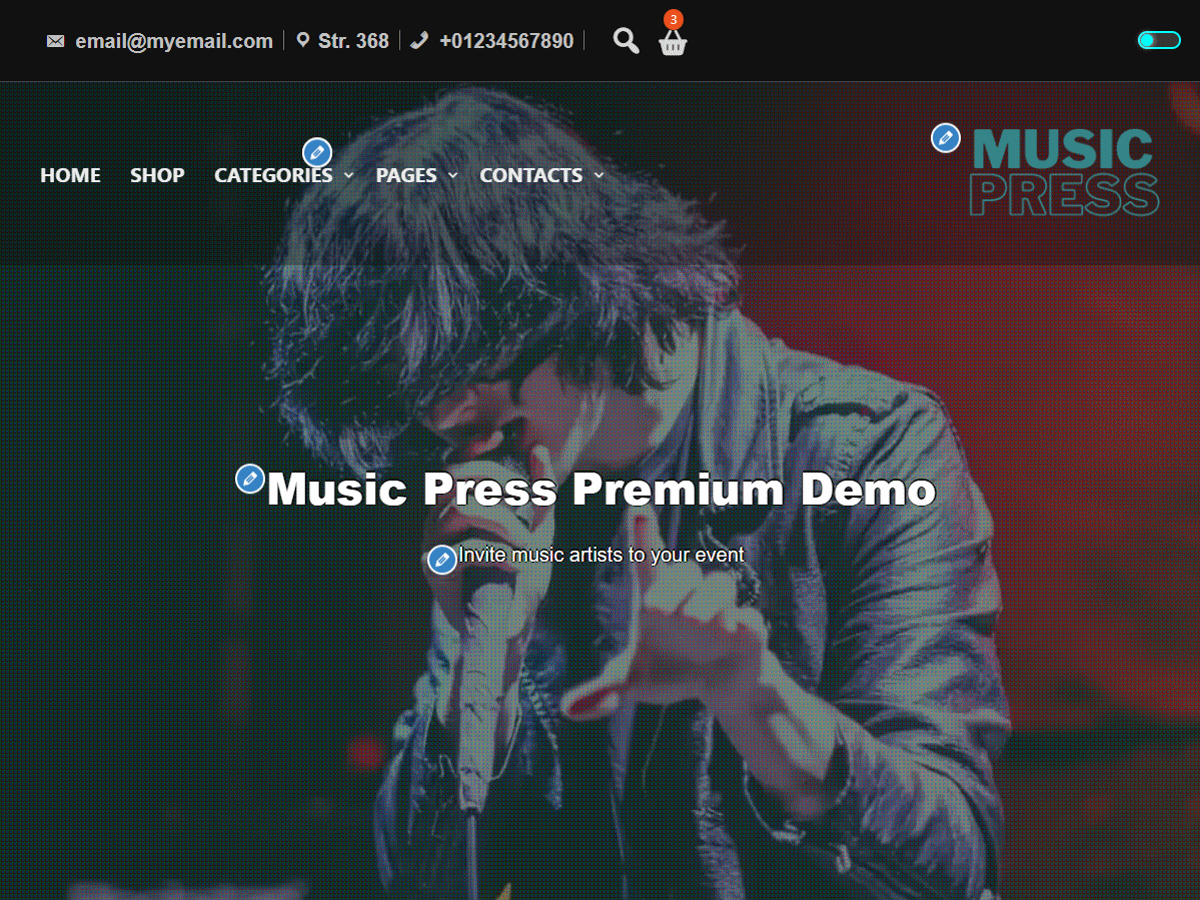 email@myemail.com Str. 368 +01234567890 3
HOME SHOP CATEGORIES PAGES CONTACTS
MUSIC
PRESS
Music Press Premium Demo
Invite music artists to your event